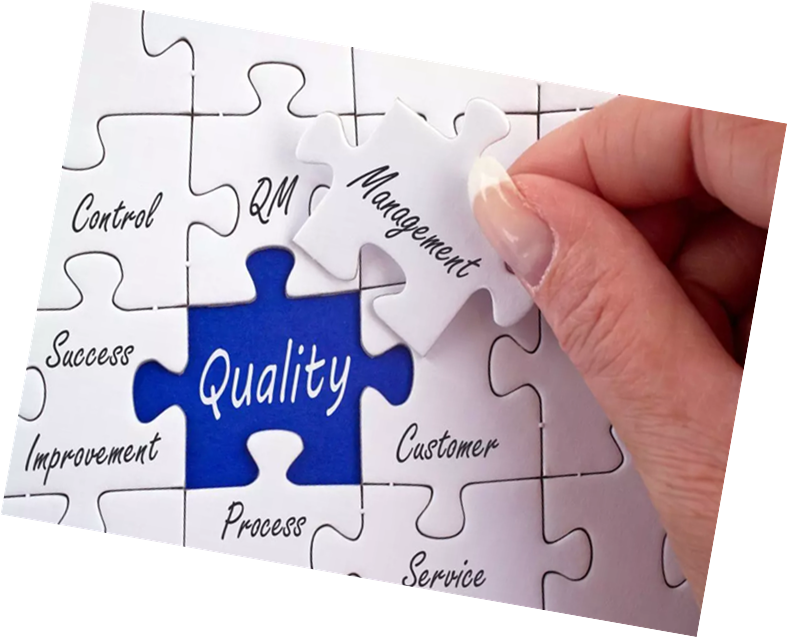 Control
QM
Management
Success
Quality
Improvement
Customer
Process
Service